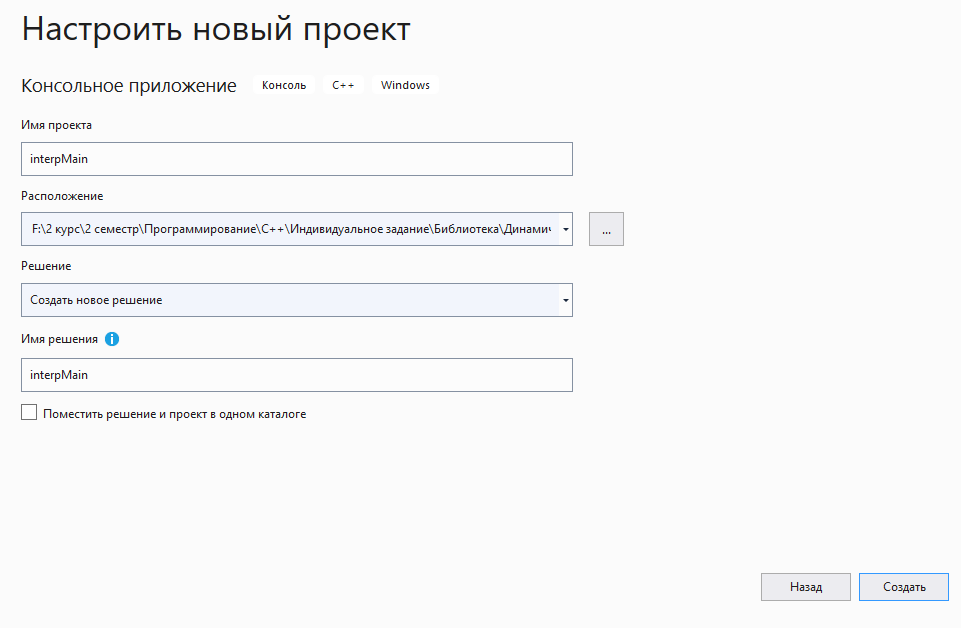 Настроить новый проект
Консольное приложение Консоль C++ Windows
Имя проекта
interpMain
Расположение
F:\2 курс\2 семестр\Программирование\C++\Индивидуальное задание\Библиотека\Динамич
...
Решение
Создать новое решение
Имя решения
interpMain
Поместить решение и проект в одном каталоге
Назад Создать